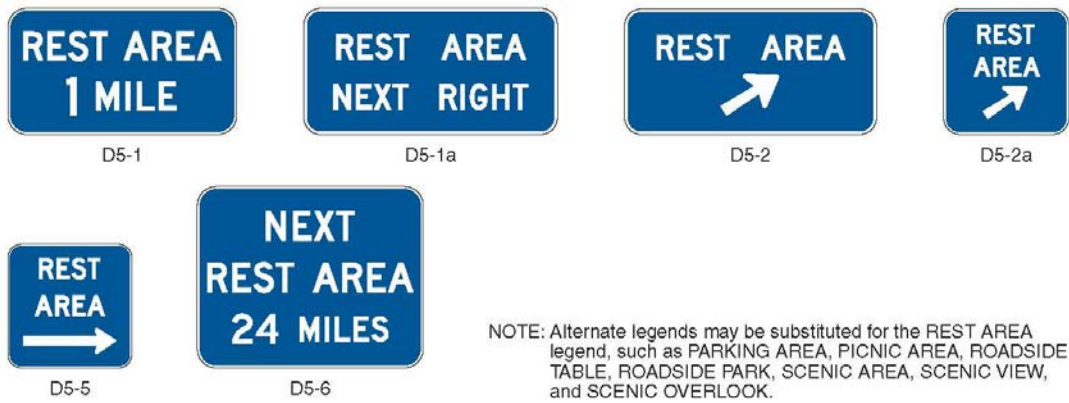 REST AREA
1 MILE
D5-1
REST AREA
NEXT RIGHT
D5-1a
REST AREA
D5-2
REST
AREA
D5-2a
REST
AREA
D5-5
NEXT
REST AREA
24 MILES
D5-6
NOTE: Alternate legends may be substituted for the REST AREA
legend, such as PARKING AREA, PICNIC AREA, ROADSIDE
TABLE, ROADSIDE PARK, SCENIC AREA, SCENIC VIEW,
and SCENIC OVERLOOK.